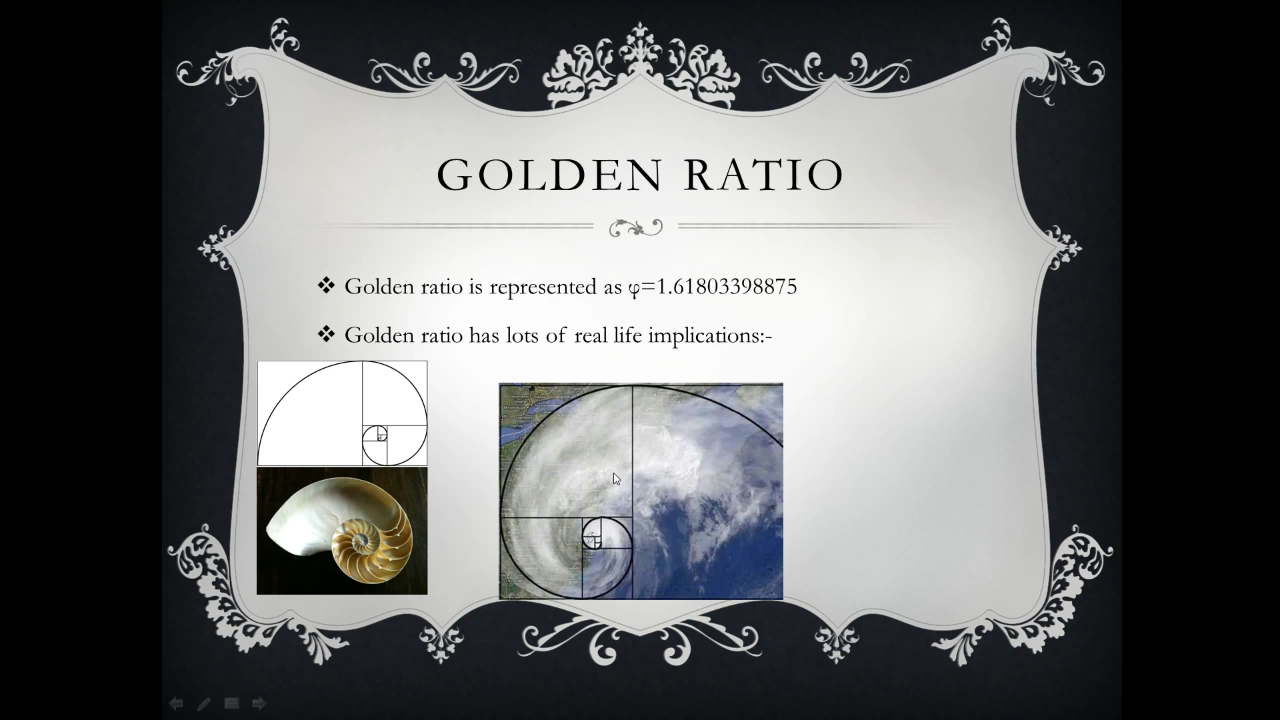 GOLDEN RATIO
❖ Golden ratio is represented as φ=1.61803398875
❖ Golden ratio has lots of real life implications:-